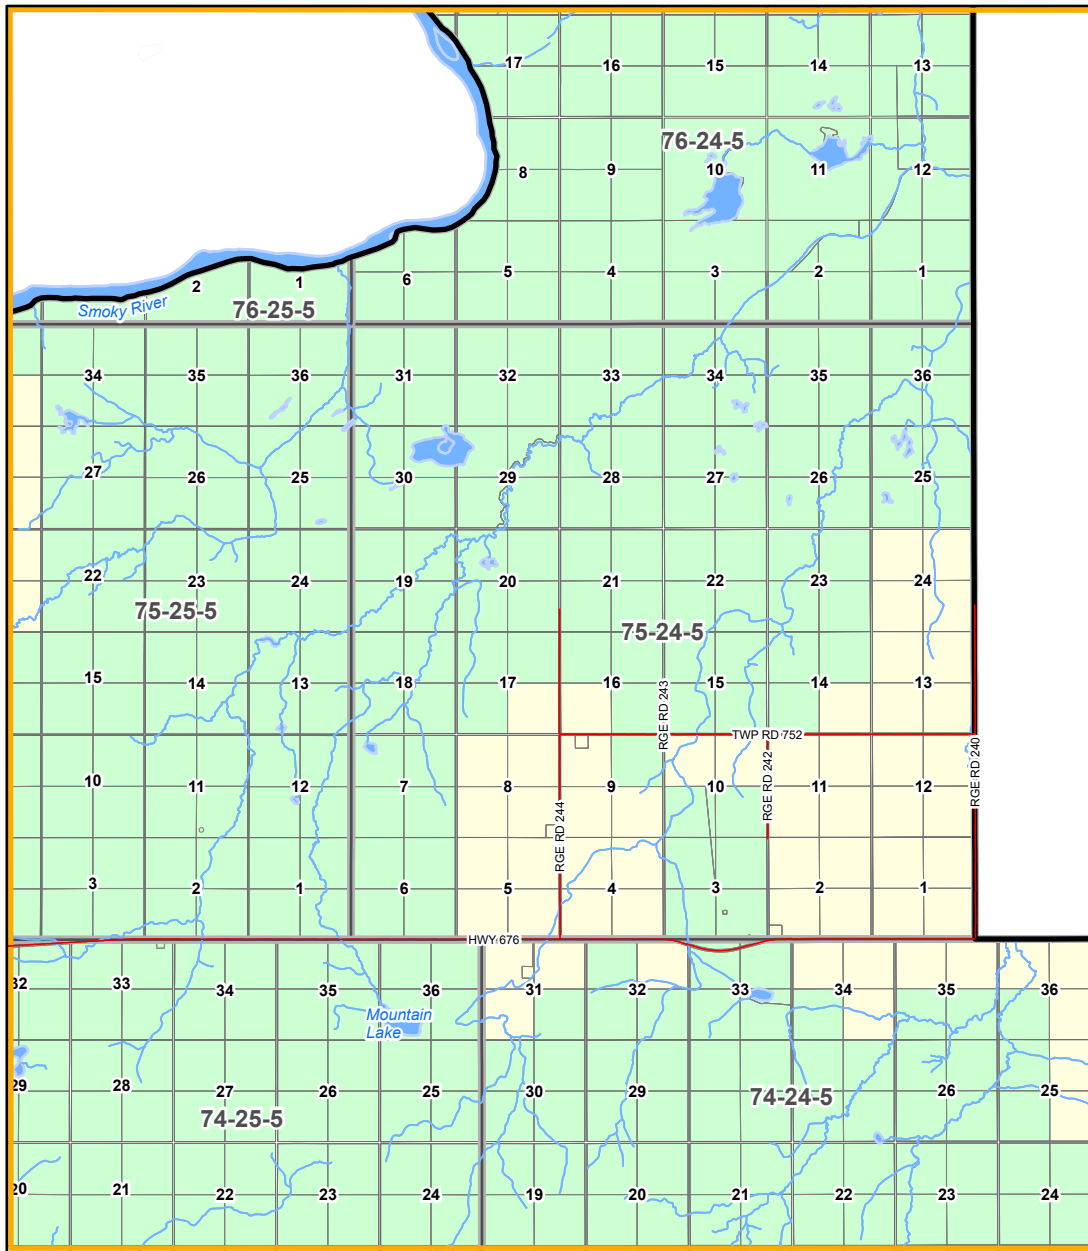 17 16 15 14 13
76-24-5
8 9 10 11 12
2 1 6 5 4 3 2 1
Smoky River
76-25-5
34 35 36 31 32 33 34 35 36
27 26 25 30 29 28 27 26 25
22 23 24 19 20 21 22 23 24
75-25-5
75-24-5
15 14 13 18 17 16 15 14 13
RGE RD 243
TWP RD 752
RGE RD 242
RGE RD 240
10 11 12 7 8 9 10 11 12
RGE RD 244
3 2 1 6 5 4 3 2 1
HWY 676
32 33 34 35 36 31 32 33 34 35 36
Mountain
Lake
29 28 27 26 25 30 29 26 25
74-25-5
74-24-5
20 21 22 23 24 19 20 21 22 23 24